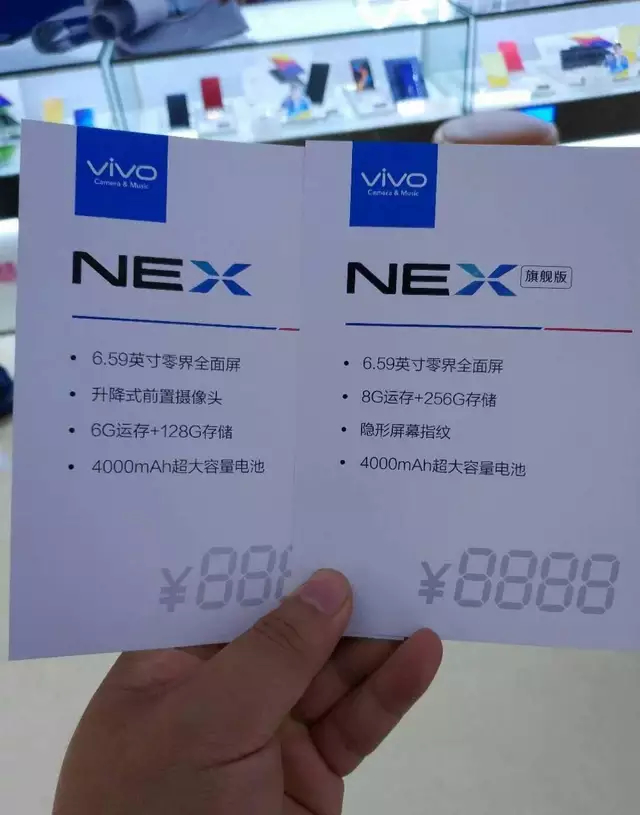 vivo
Camera & Music
NEX
• 6.59英寸零界全面屏
• 升降式前置摄像头
• 6G运存+128G存储
• 4000mAh超大容量电池
¥888
vivo
Camera & Music
NEX 旗舰版
• 6.59英寸零界全面屏
• 8G运存+256G存储
• 隐形屏幕指纹
• 4000mAh超大容量电池
¥8888